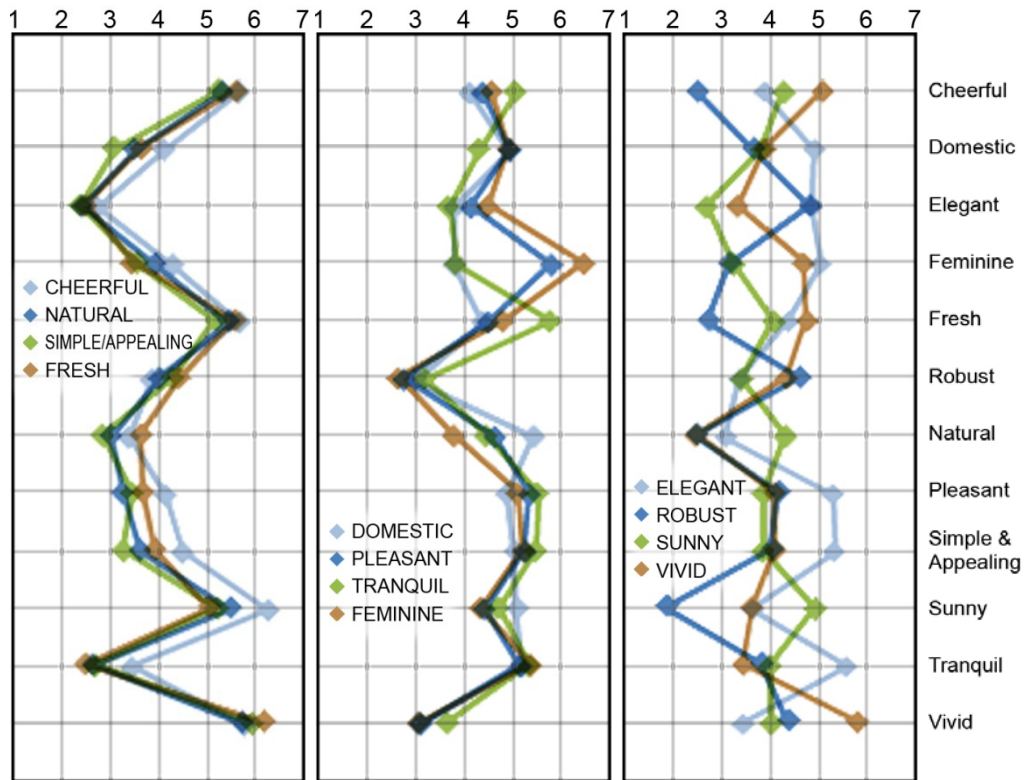 1 2 3 4 5 6 7 1 2 3 4 5 6 7 1 2 3 4 5 6 7
Cheerful
Domestic
Elegant
Feminine
Fresh
Robust
Natural
Pleasant
Simple &
Appealing
Sunny
Tranquil
Vivid
CHEERFUL
NATURAL
SIMPLE/APPEALING
FRESH
DOMESTIC
PLEASANT
TRANQUIL
FEMININE
ELEGANT
ROBUST
SUNNY
VIVID